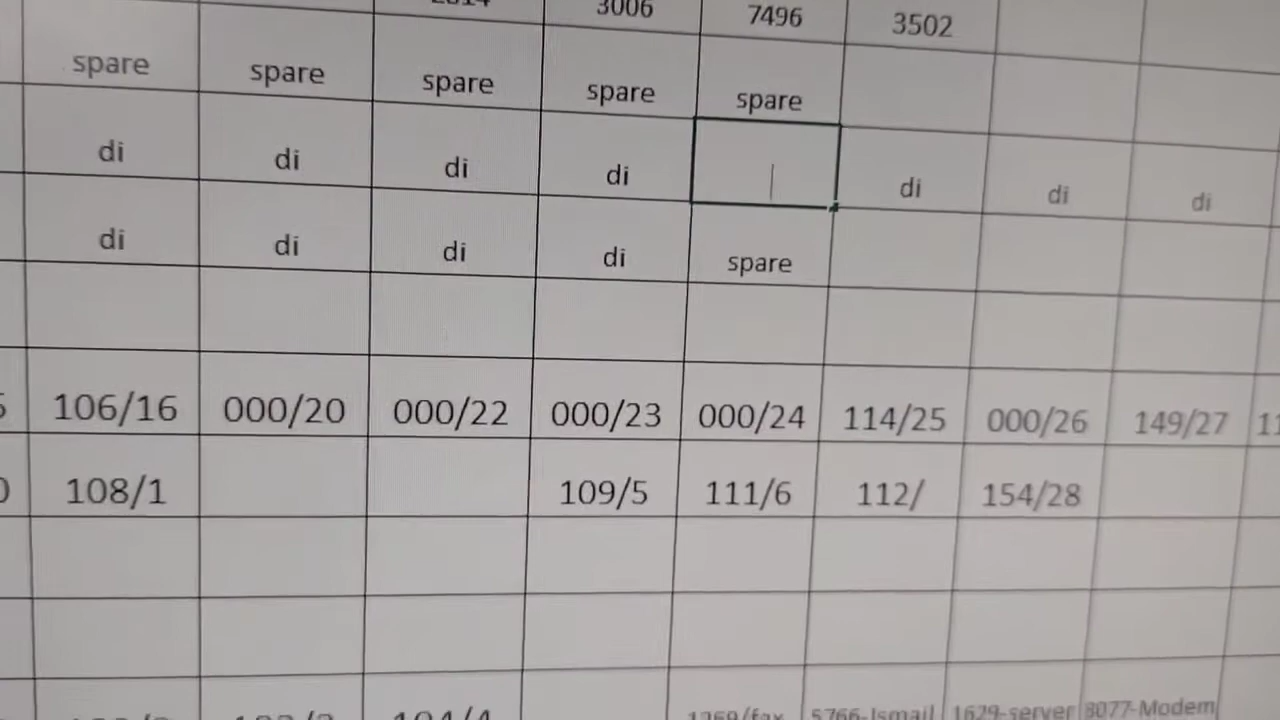 3006 7496 3502
spare spare spare spare spare
di di di di di di di
di di di di spare
106/16 000/20 000/22 000/23 000/24 114/25 000/26 149/27
108/1 109/5 111/6 112/ 154/28
5766-Ismail 1629-server 8077-Modem